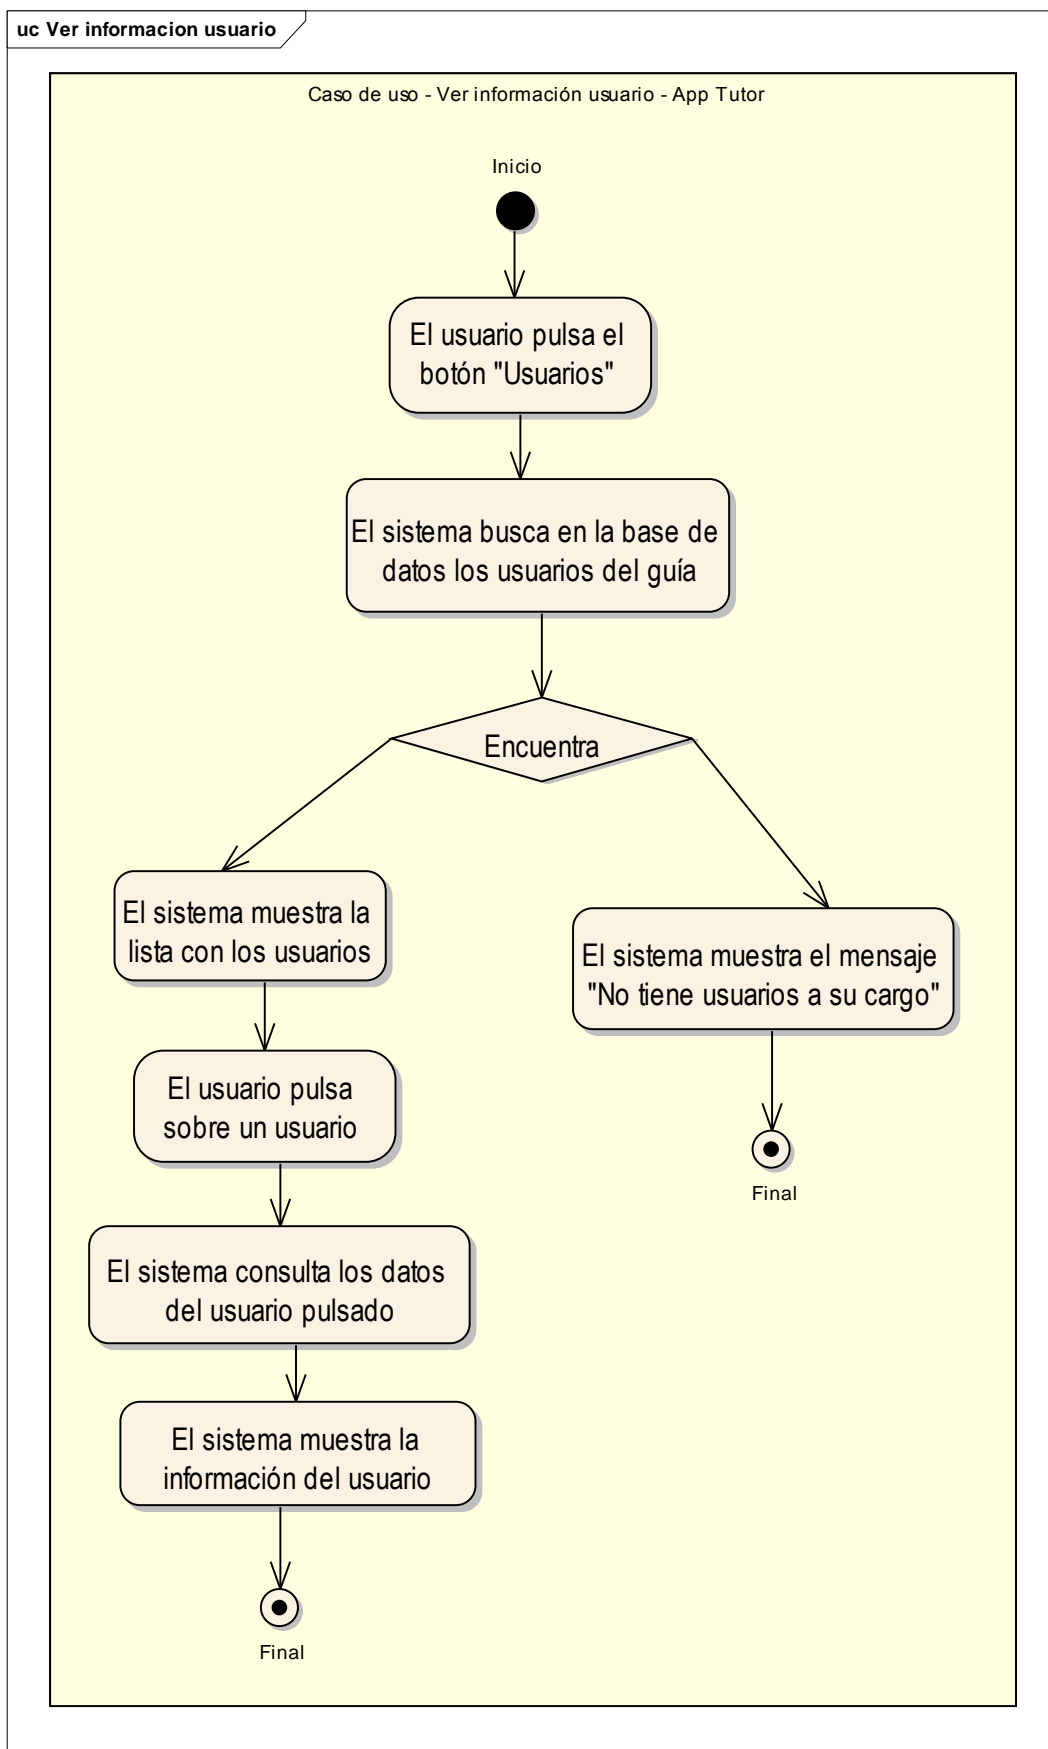 uc Ver informacion usuario
Caso de uso - Ver información usuario - App Tutor
Inicio
El usuario pulsa el
botón "Usuarios"
El sistema busca en la base de
datos los usuarios del guía
Encuentra
El sistema muestra la
lista con los usuarios
El sistema muestra el mensaje
"No tiene usuarios a su cargo"
El usuario pulsa
sobre un usuario
Final
El sistema consulta los datos
del usuario pulsado
El sistema muestra la
información del usuario
Final